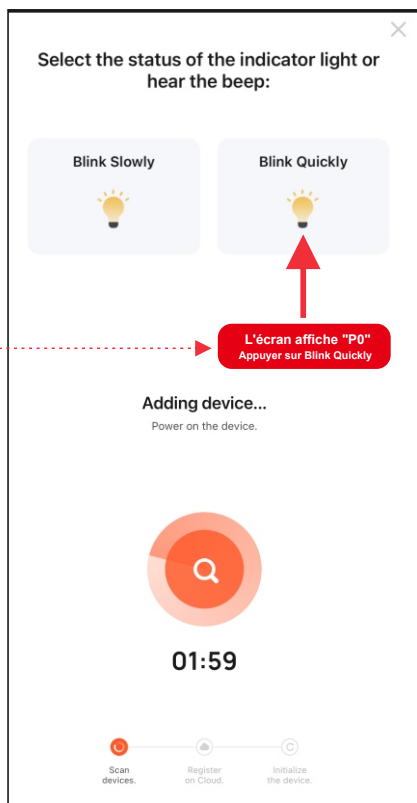 Select the status of the indicator light or
hear the beep:
Blink Slowly
Blink Quickly
L'écran affiche "P0"
Appuyer sur Blink Quickly
Adding device...
Power on the device.
01:59
Scan
devices.
Register
on Cloud.
Initialize
the device.